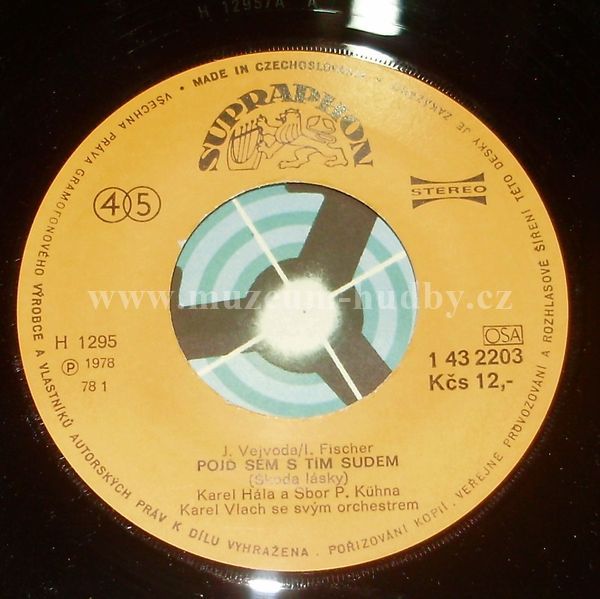 H 12957A A
VŠECHNA PRÁVA GRAMOFONOVÉHO VÝROBCE A VLASTNÍKŮ AUTORSKÝCH PRÁV K DÍLU VYHRAŽENA . POŘIZOVÁNÍ KOPIÍ . VEŘEJNÉ PROVOZOVÁNÍ A ROZHLASOVÉ ŠÍŘENÍ TÉTO DESKY JE ZAKÁZÁNO
• MADE IN CZECHOSLOVAKIA •
SUPRAPHON
45
STEREO
www.muzeum-hudby.cz
H 1295
Ⓟ 1978
78 1
OSA
1 43 2203
Kčs 12,-
J. Vejvoda/I. Fischer
POJĎ SEM S TÍM SUDEM
(Škoda lásky)
Karel Hála a Sbor P. Kühna
Karel Vlach se svým orchestrem